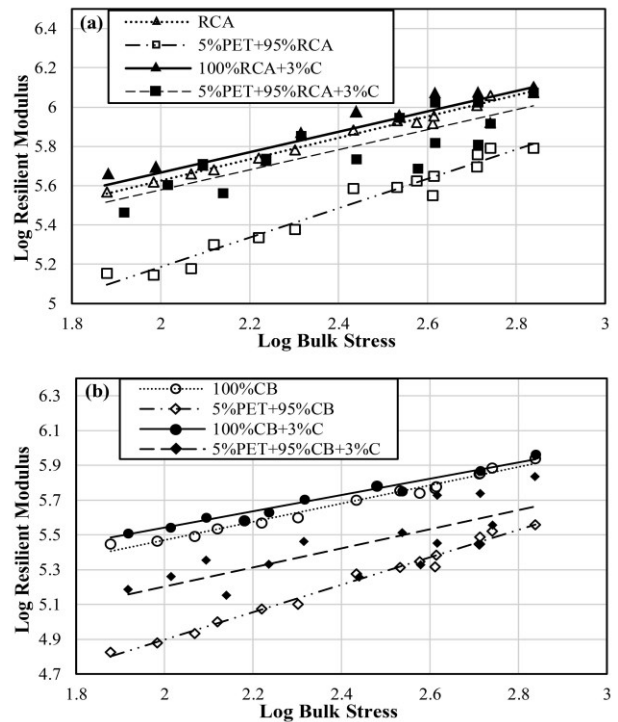 (a)
RCA
5%PET+95%RCA
100%RCA+3%C
5%PET+95%RCA+3%C
Log Resilient Modulus
6.4
6.2
6
5.8
5.6
5.4
5.2
5
1.8 2 2.2 2.4 2.6 2.8 3
Log Bulk Stress
(b)
100%CB
5%PET+95%CB
100%CB+3%C
5%PET+95%CB+3%C
Log Resilient Modulus
6.3
6.1
5.9
5.7
5.5
5.3
5.1
4.9
4.7
1.8 2 2.2 2.4 2.6 2.8 3
Log Bulk Stress